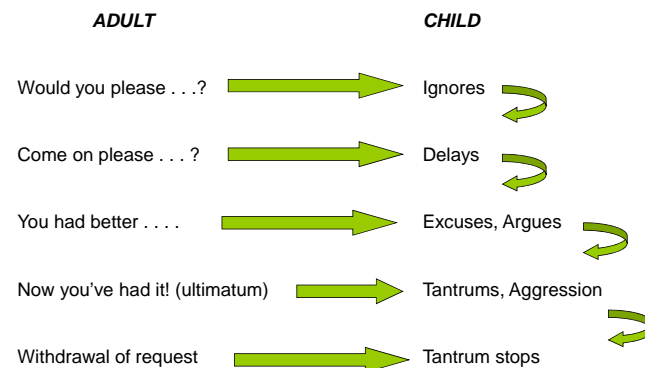 ADULT CHILD
Would you please . . .? Ignores
Come on please . . . ? Delays
You had better . . . . Excuses, Argues
Now you’ve had it! (ultimatum) Tantrums, Aggression
Withdrawal of request Tantrum stops